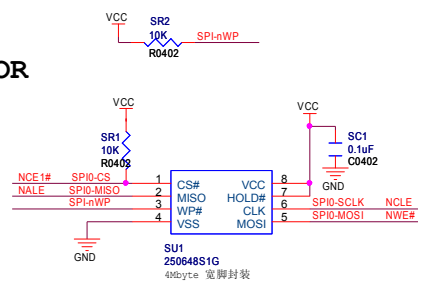 VCC
SR2
10K
SPI-nWP
R0402
OR
VCC
VCC
SR1
10K
R0402
SC1
0.1uF
C0402
GND
NCE1# SPI0-CS 1 CS# VCC 8
NALE SPI0-MISO 2 MISO HOLD# 7
SPI-nWP 3 WP# CLK 6 SPI0-SCLK NCLE
4 VSS MOSI 5 SPI0-MOSI NWE#
GND
SU1
250648S1G
4Mbyte 宽脚封装